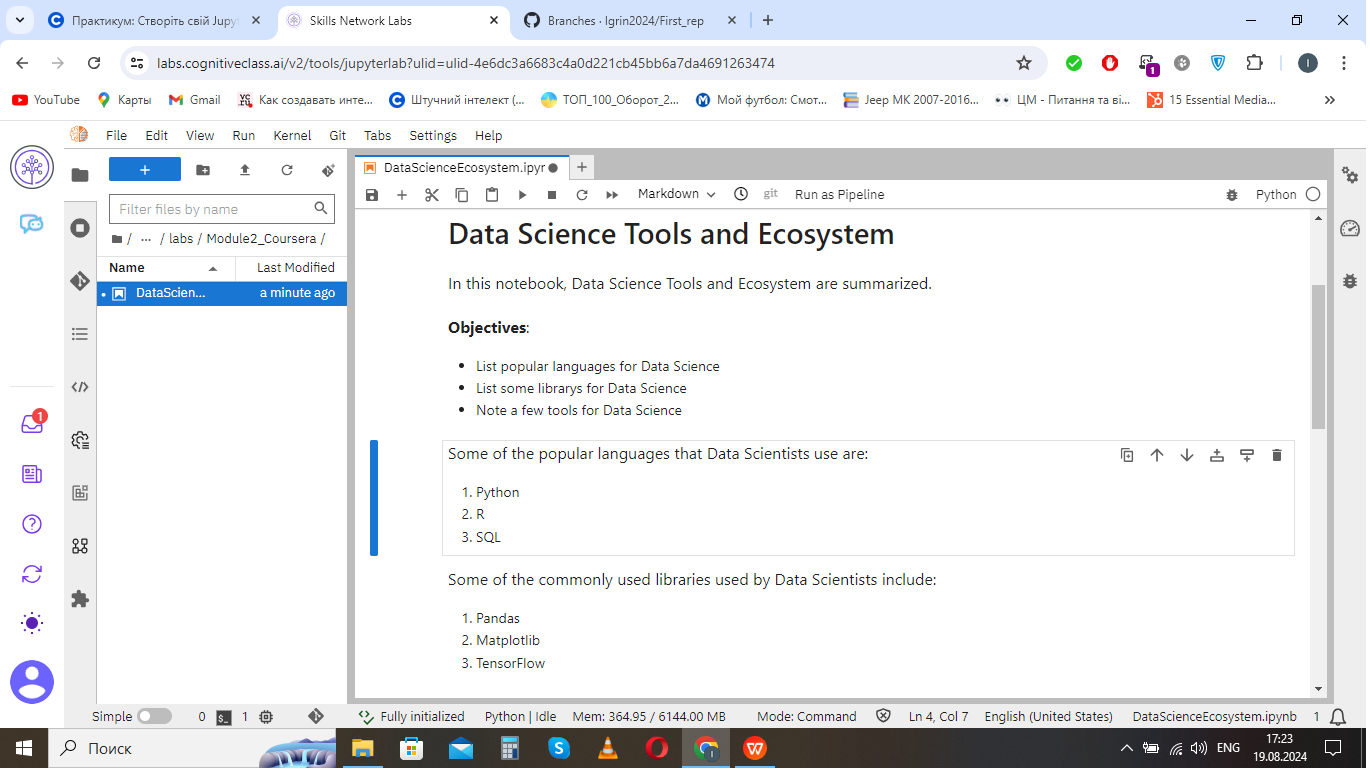 Практикум: Створіть свій Jupyt
Skills Network Labs
Branches · Igrin2024/First_rep
labs.cognitiveclass.ai/v2/tools/jupyterlab?ulid=ulid-4e6dc3a6683c4a0d221cb45bb6a7da4691263474
1
I
YouTube
Карты
Gmail
Как создавать инте...
Штучний інтелект (...
ТОП_100_Оборот_2...
Мой футбол: Смот...
Jeep MK 2007-2016...
ЦМ - Питання та ві...
15 Essential Media...
File Edit View Run Kernel Git Tabs Settings Help
DataScienceEcosystem.ipyr
Filter files by name
Markdown
git
Run as Pipeline
Python
/ ... / labs / Module2_Coursera /
Name
Last Modified
DataScien...
a minute ago
Data Science Tools and Ecosystem
In this notebook, Data Science Tools and Ecosystem are summarized.
Objectives:
• List popular languages for Data Science
• List some librarys for Data Science
• Note a few tools for Data Science
Some of the popular languages that Data Scientists use are:
1. Python
2. R
3. SQL
Some of the commonly used libraries used by Data Scientists include:
1. Pandas
2. Matplotlib
3. TensorFlow
1
Simple
0
1
Fully initialized
Python | Idle
Mem: 364.95 / 6144.00 MB
Mode: Command
Ln 4, Col 7
English (United States)
DataScienceEcosystem.ipynb
1
Поиск
ENG
17:23
19.08.2024